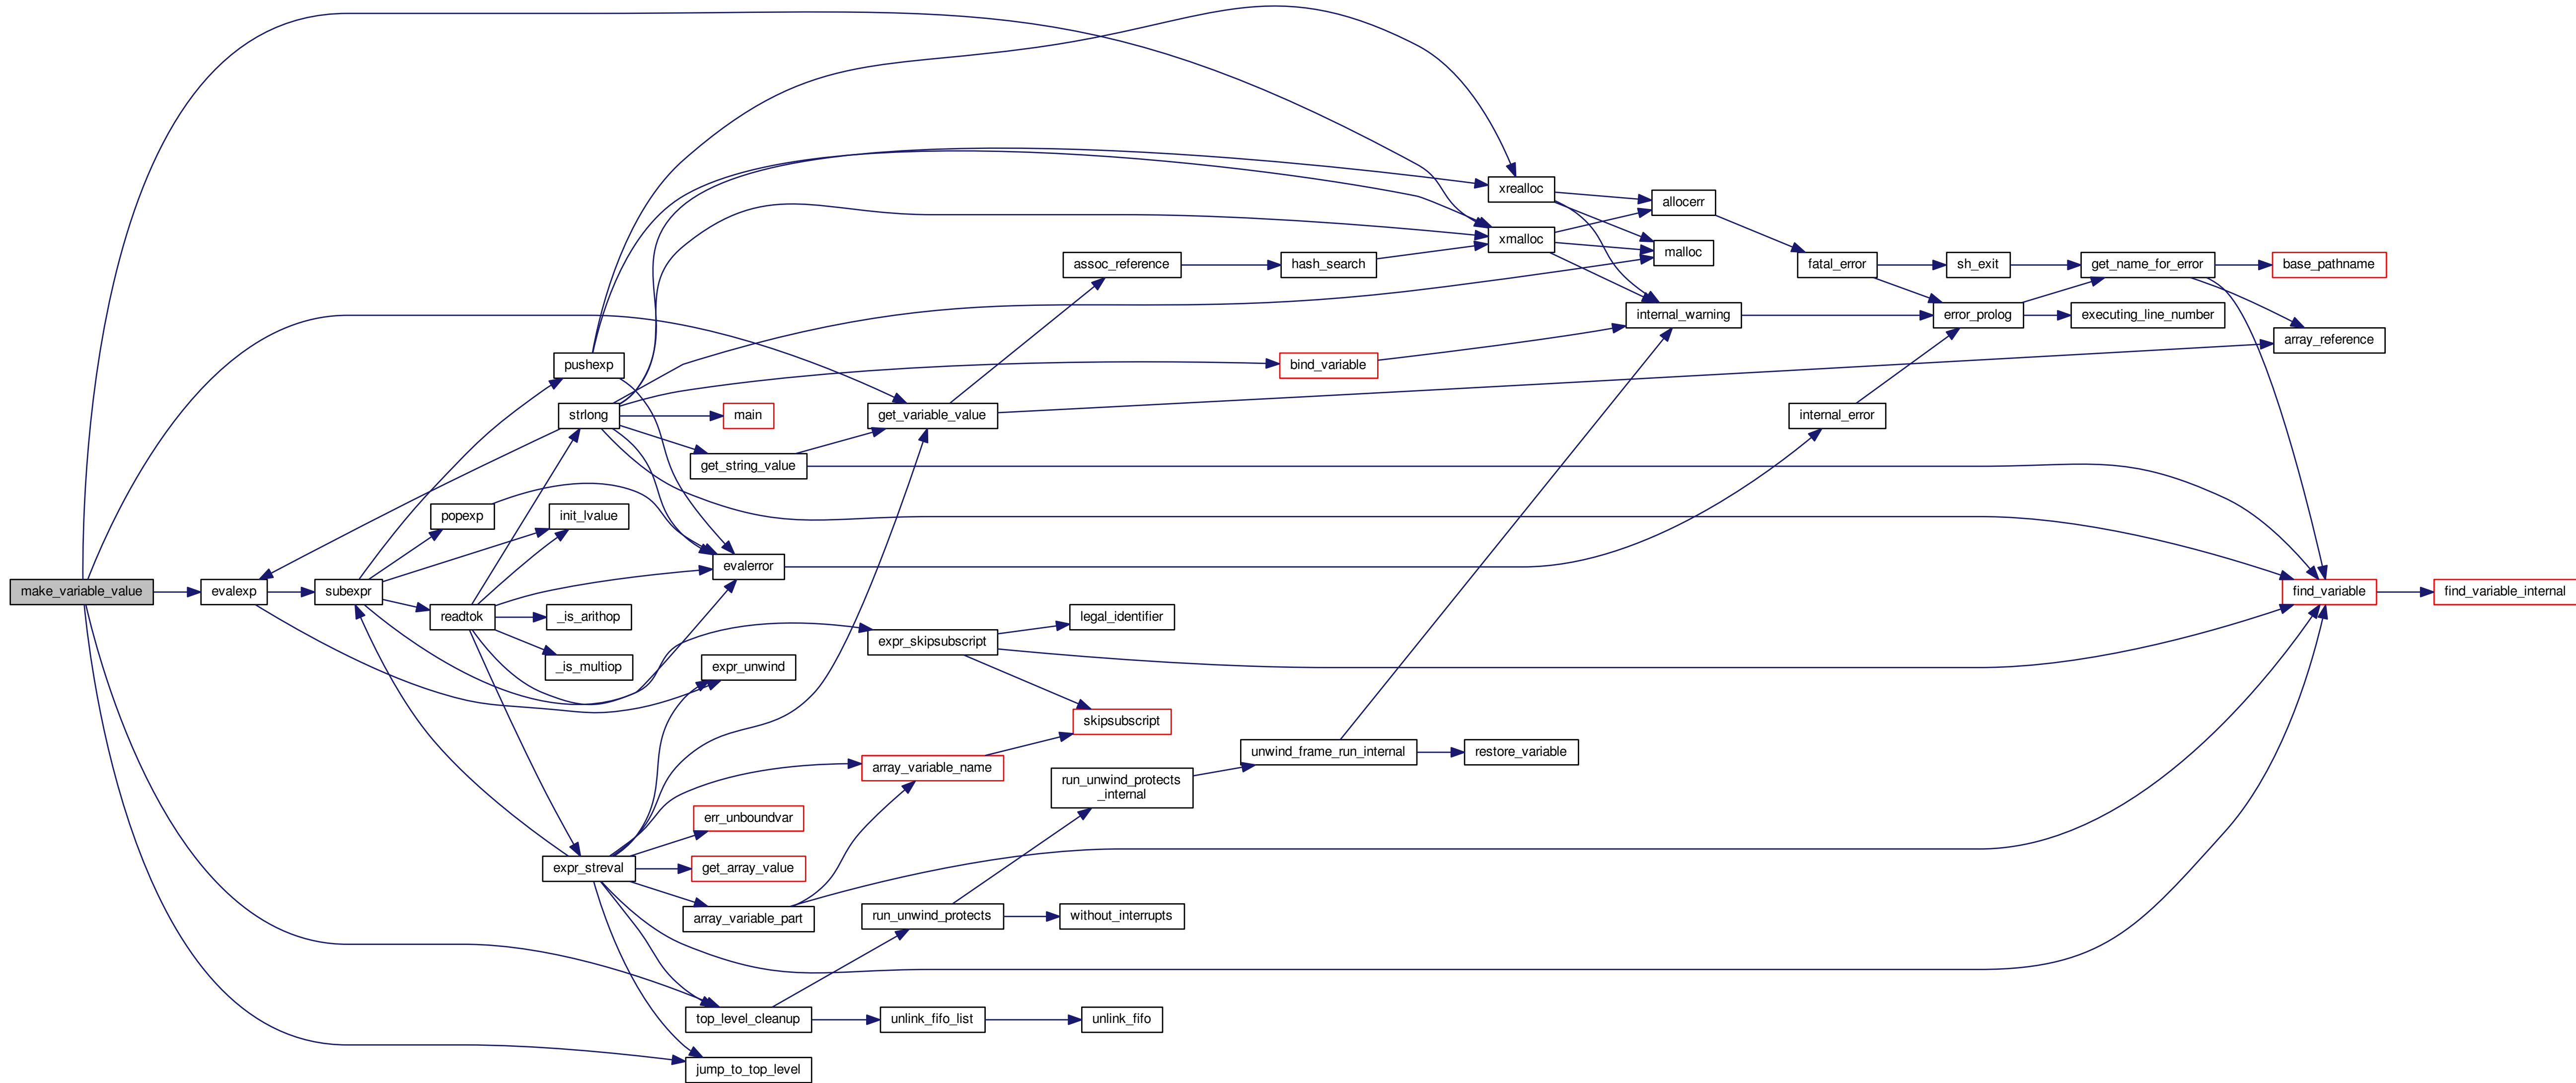 xrealloc
allocerr
xmalloc
malloc
assoc_reference
hash_search
fatal_error
sh_exit
get_name_for_error
base_pathname
internal_warning
error_prolog
executing_line_number
array_reference
pushexp
bind_variable
strlong
main
get_variable_value
internal_error
get_string_value
popexp
init_lvalue
evalerror
make_variable_value
evalexp
subexpr
find_variable
find_variable_internal
readtok
_is_arithop
legal_identifier
expr_skipsubscript
_is_multiop
expr_unwind
skipsubscript
unwind_frame_run_internal
restore_variable
array_variable_name
run_unwind_protects
_internal
err_unboundvar
expr_streval
get_array_value
array_variable_part
run_unwind_protects
without_interrupts
top_level_cleanup
unlink_fifo_list
unlink_fifo
jump_to_top_level